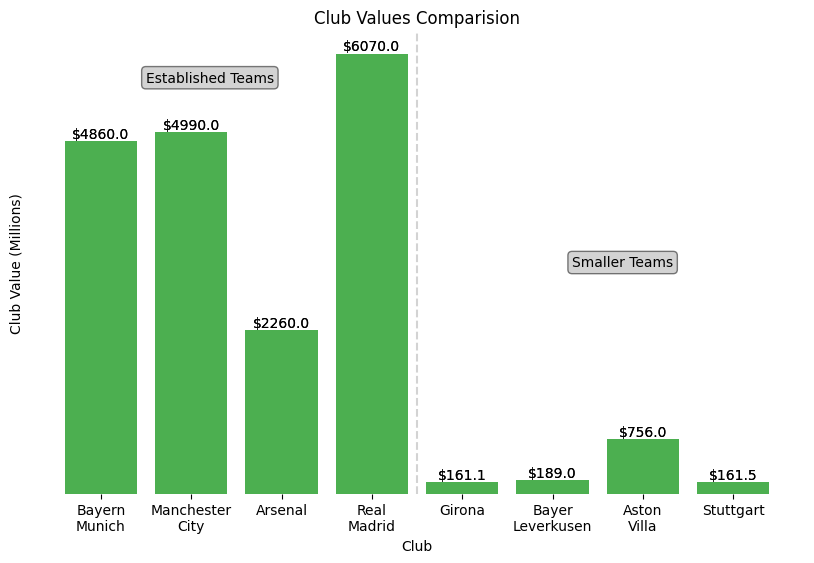 Club Values Comparision
$6070.0
Established Teams
$4990.0
$4860.0
Club Value (Millions)
Smaller Teams
$2260.0
$756.0
$161.1
$189.0
$161.5
Bayern
Munich
Manchester
City
Arsenal
Real
Madrid
Girona
Bayer
Leverkusen
Aston
Villa
Stuttgart
Club